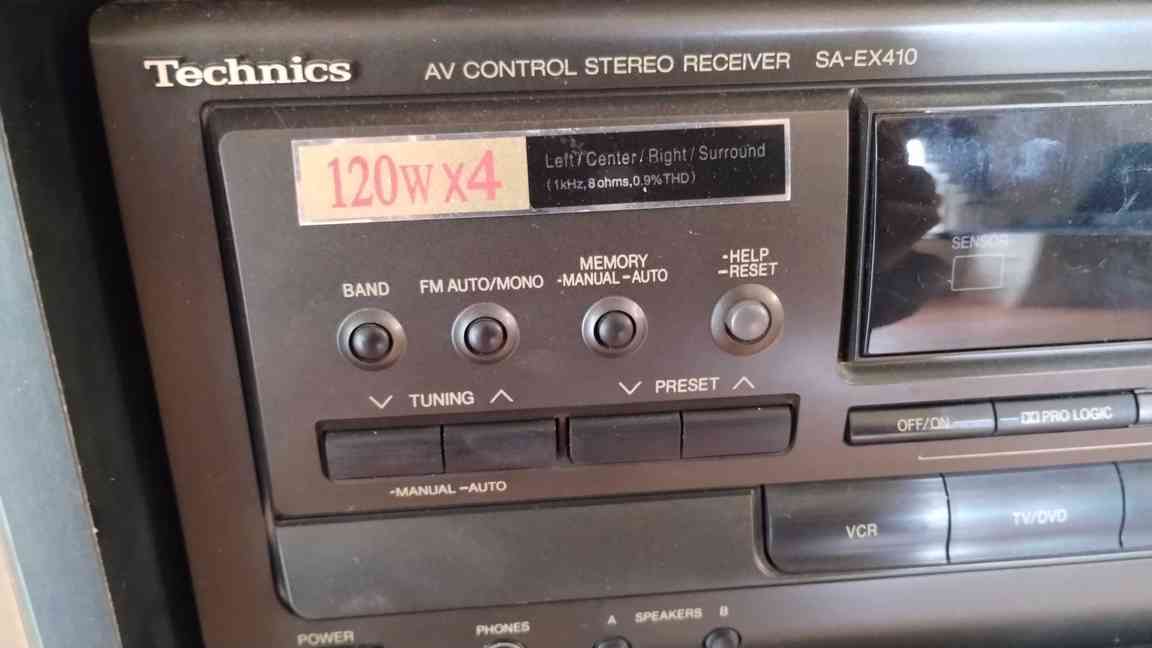 Technics AV CONTROL STEREO RECEIVER SA-EX410
120W X4
Left / Center / Right / Surround
(1kHz, 8 ohms, 0.9% THD)
SENSOR
BAND
FM AUTO/MONO
MEMORY
-MANUAL -AUTO
-HELP
-RESET
TUNING
PRESET
-MANUAL -AUTO
OFF/ON
PRO LOGIC
VCR
TV/DVD
POWER
PHONES
A SPEAKERS B